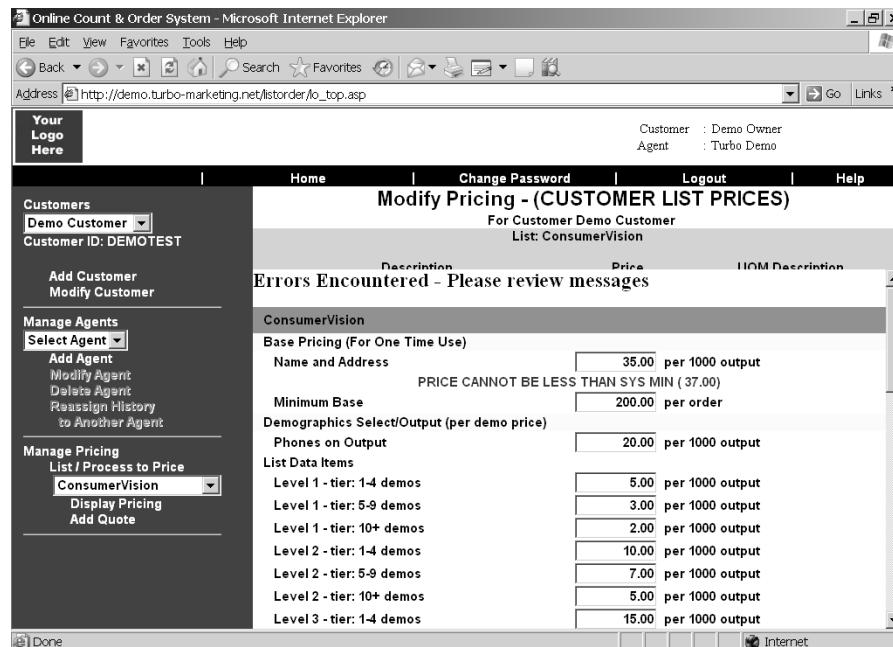 Online Count & Order System - Microsoft Internet Explorer
File Edit View Favorites Tools Help
Back Search Favorites
Address http://demo.turbo-marketing.net/listorder/lo_top.asp Go Links
Your
Logo
Here
Customer : Demo Owner
Agent : Turbo Demo
| Home | Change Password | Logout | Help
Customers
Demo Customer
Customer ID: DEMOTEST
Add Customer
Modify Customer
Manage Agents
Select Agent
Add Agent
Modify Agent
Delete Agent
Reassign History
to Another Agent
Manage Pricing
List / Process to Price
ConsumerVision
Display Pricing
Add Quote
Modify Pricing - (CUSTOMER LIST PRICES)
For Customer Demo Customer
List: ConsumerVision
Description Price UOM Description
Errors Encountered - Please review messages
ConsumerVision
Base Pricing (For One Time Use)
Name and Address 35.00 per 1000 output
PRICE CANNOT BE LESS THAN SYS MIN ( 37.00)
Minimum Base 200.00 per order
Demographics Select/Output (per demo price)
Phones on Output 20.00 per 1000 output
List Data Items
Level 1 - tier: 1-4 demos 5.00 per 1000 output
Level 1 - tier: 5-9 demos 3.00 per 1000 output
Level 1 - tier: 10+ demos 2.00 per 1000 output
Level 2 - tier: 1-4 demos 10.00 per 1000 output
Level 2 - tier: 5-9 demos 7.00 per 1000 output
Level 2 - tier: 10+ demos 5.00 per 1000 output
Level 3 - tier: 1-4 demos 15.00 per 1000 output
Done Internet